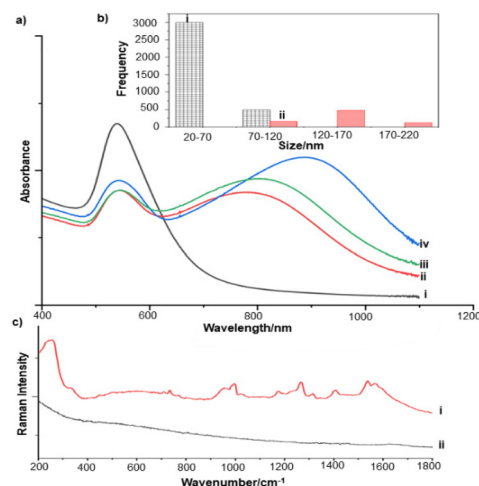 a)
b)
Frequency
3000
2500
2000
1500
1000
500
0
i
ii
20-70
70-120
120-170
170-220
Size/nm
Absorbance
iv
iii
ii
i
400
600
800
1000
1200
Wavelength/nm
c)
Raman Intensity
i
ii
200
400
600
800
1000
1200
1400
1600
1800
Wavenumber/cm⁻¹